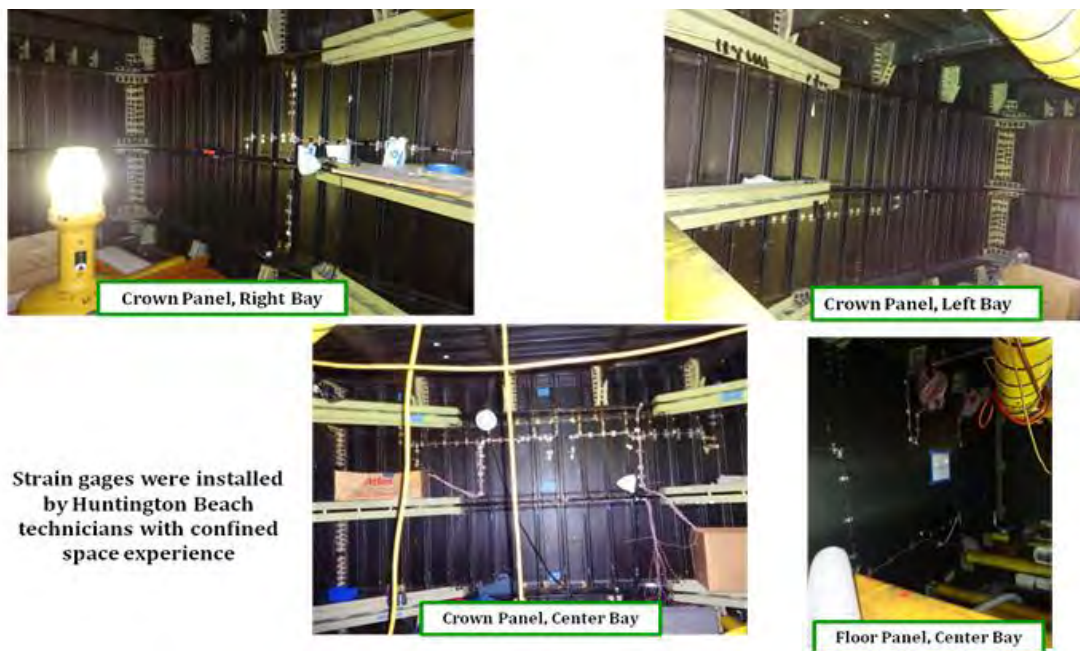 Crown Panel, Right Bay
Crown Panel, Left Bay
Strain gages were installed
by Huntington Beach
technicians with confined
space experience
Crown Panel, Center Bay
Floor Panel, Center Bay